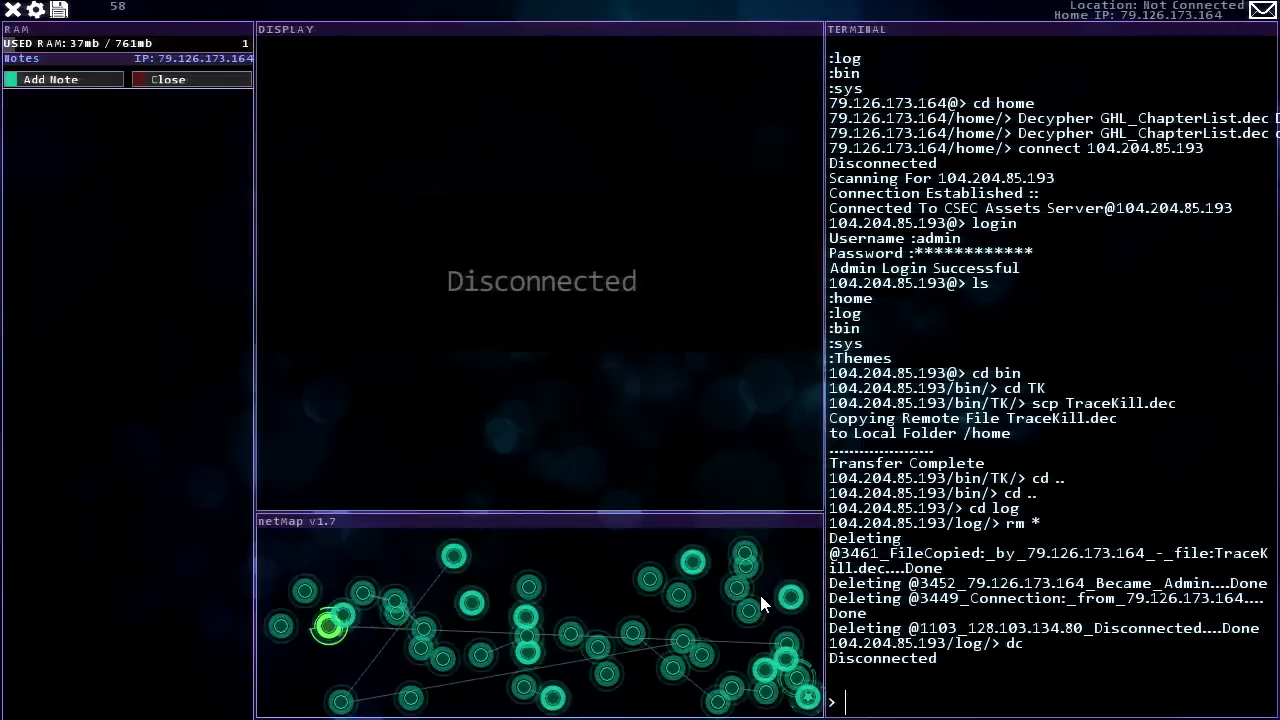 58
Location: Not Connected
Home IP: 79.126.173.164
RAM
USED RAM: 37mb / 761mb 1
Notes IP: 79.126.173.164
Add Note Close
DISPLAY
Disconnected
netMap v1.7
TERMINAL
:log
:bin
:sys
79.126.173.164@> cd home
79.126.173.164/home/> Decypher GHL_ChapterList.dec
79.126.173.164/home/> Decypher GHL_ChapterList.dec
79.126.173.164/home/> connect 104.204.85.193
Disconnected
Scanning For 104.204.85.193
Connection Established ::
Connected To CSEC Assets Server@104.204.85.193
104.204.85.193@> login
Username :admin
Password :************
Admin Login Successful
104.204.85.193@> ls
:home
:log
:bin
:sys
:Themes
104.204.85.193@> cd bin
104.204.85.193/bin/> cd TK
104.204.85.193/bin/TK/> scp TraceKill.dec
Copying Remote File TraceKill.dec
to Local Folder /home
.....................
Transfer Complete
104.204.85.193/bin/TK/> cd ..
104.204.85.193/bin/> cd ..
104.204.85.193/> cd log
104.204.85.193/log/> rm *
Deleting
@3461_FileCopied:_by_79.126.173.164_-_file:TraceK
ill.dec....Done
Deleting @3452_79.126.173.164_Became_Admin....Done
Deleting @3449_Connection:_from_79.126.173.164....
Done
Deleting @1103_128.103.134.80_Disconnected....Done
104.204.85.193/log/> dc
Disconnected
>